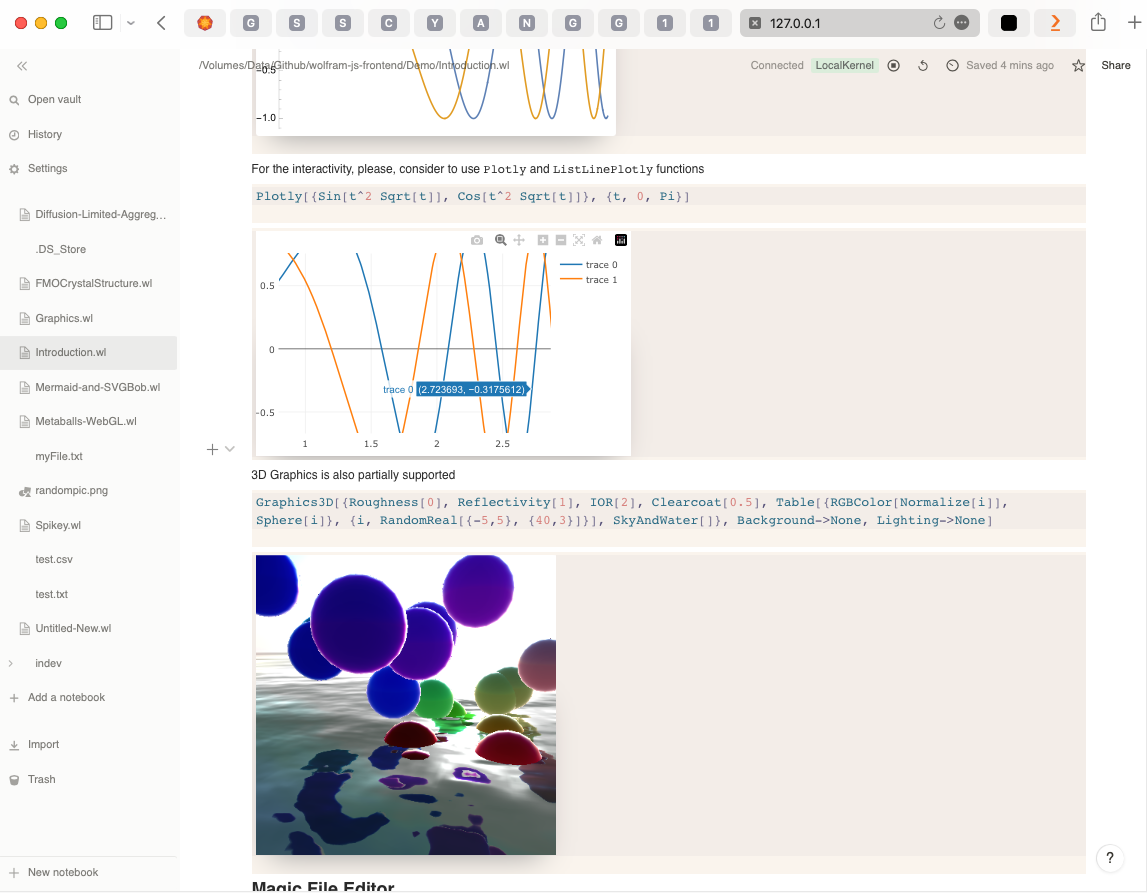 G S S C Y A N G G 1 1 127.0.0.1
/Volumes/Data/Github/wolfram-js-frontend/Demo/Introduction.wl Connected LocalKernel Saved 4 mins ago Share
Open vault
History
Settings
Diffusion-Limited-Aggreg...
.DS_Store
FMOCrystalStructure.wl
Graphics.wl
Introduction.wl
Mermaid-and-SVGBob.wl
Metaballs-WebGL.wl
myFile.txt
randompic.png
Spikey.wl
test.csv
test.txt
Untitled-New.wl
indev
Add a notebook
Import
Trash
New notebook
-0.5
-1.0
For the interactivity, please, consider to use Plotly and ListLinePlotly functions
Plotly[{Sin[t^2 Sqrt[t]], Cos[t^2 Sqrt[t]]}, {t, 0, Pi}]
trace 0
trace 1
0.5
0
trace 0 (2.723693, −0.3175612)
−0.5
1 1.5 2 2.5
3D Graphics is also partially supported
Graphics3D[{Roughness[0], Reflectivity[1], IOR[2], Clearcoat[0.5], Table[{RGBColor[Normalize[i]],
Sphere[i]}, {i, RandomReal[{-5,5}, {40,3}]}], SkyAndWater[]}, Background->None, Lighting->None]
Magic File Editor
?